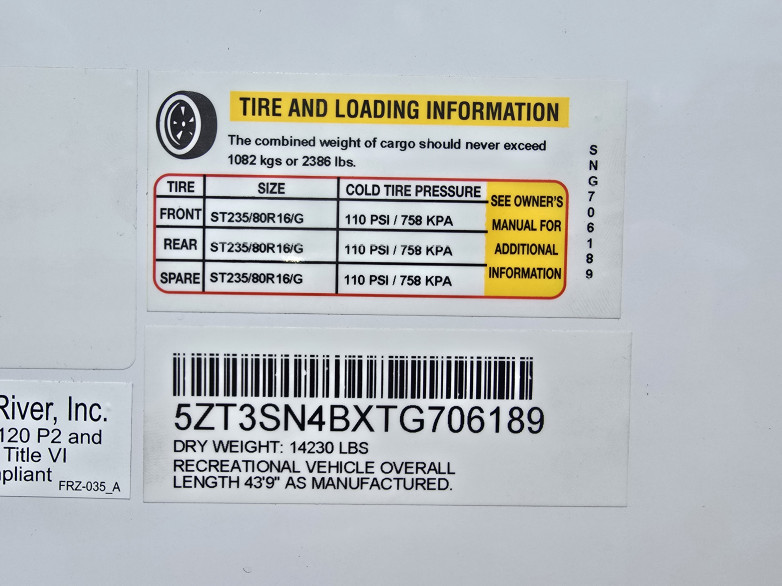 TIRE AND LOADING INFORMATION
The combined weight of cargo should never exceed
1082 kgs or 2386 lbs.
TIRE SIZE COLD TIRE PRESSURE
FRONT ST235/80R16/G 110 PSI / 758 KPA
REAR ST235/80R16/G 110 PSI / 758 KPA
SPARE ST235/80R16/G 110 PSI / 758 KPA
SEE OWNER'S
MANUAL FOR
ADDITIONAL
INFORMATION
SNG706189
5ZT3SN4BXTG706189
DRY WEIGHT: 14230 LBS
RECREATIONAL VEHICLE OVERALL
LENGTH 43'9" AS MANUFACTURED.
River, Inc.
120 P2 and
Title VI
pliant
FRZ-035_A